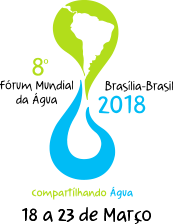 8º
Fórum Mundial
da Água
Brasília-Brasil
2018
compartilhando Água
18 a 23 de Março